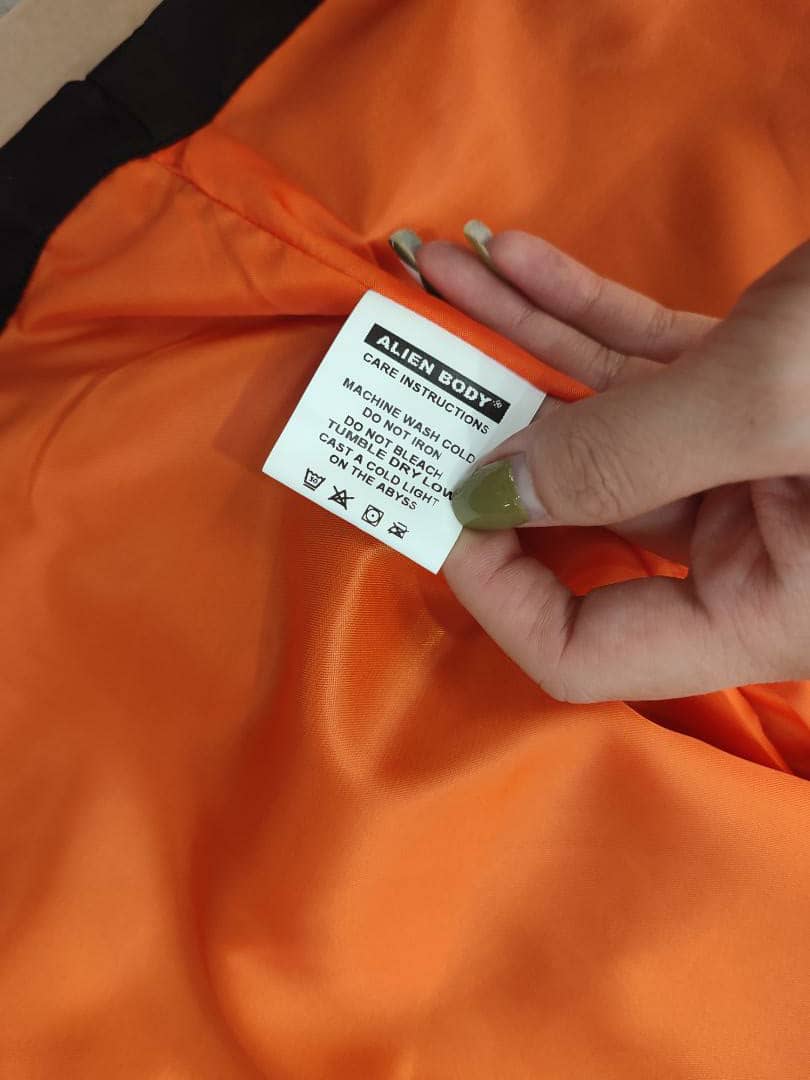 ALIEN BODY
CARE INSTRUCTIONS
MACHINE WASH COLD
DO NOT IRON
DO NOT BLEACH
TUMBLE DRY LOW
CAST A COLD LIGHT
ON THE ABYSS
30